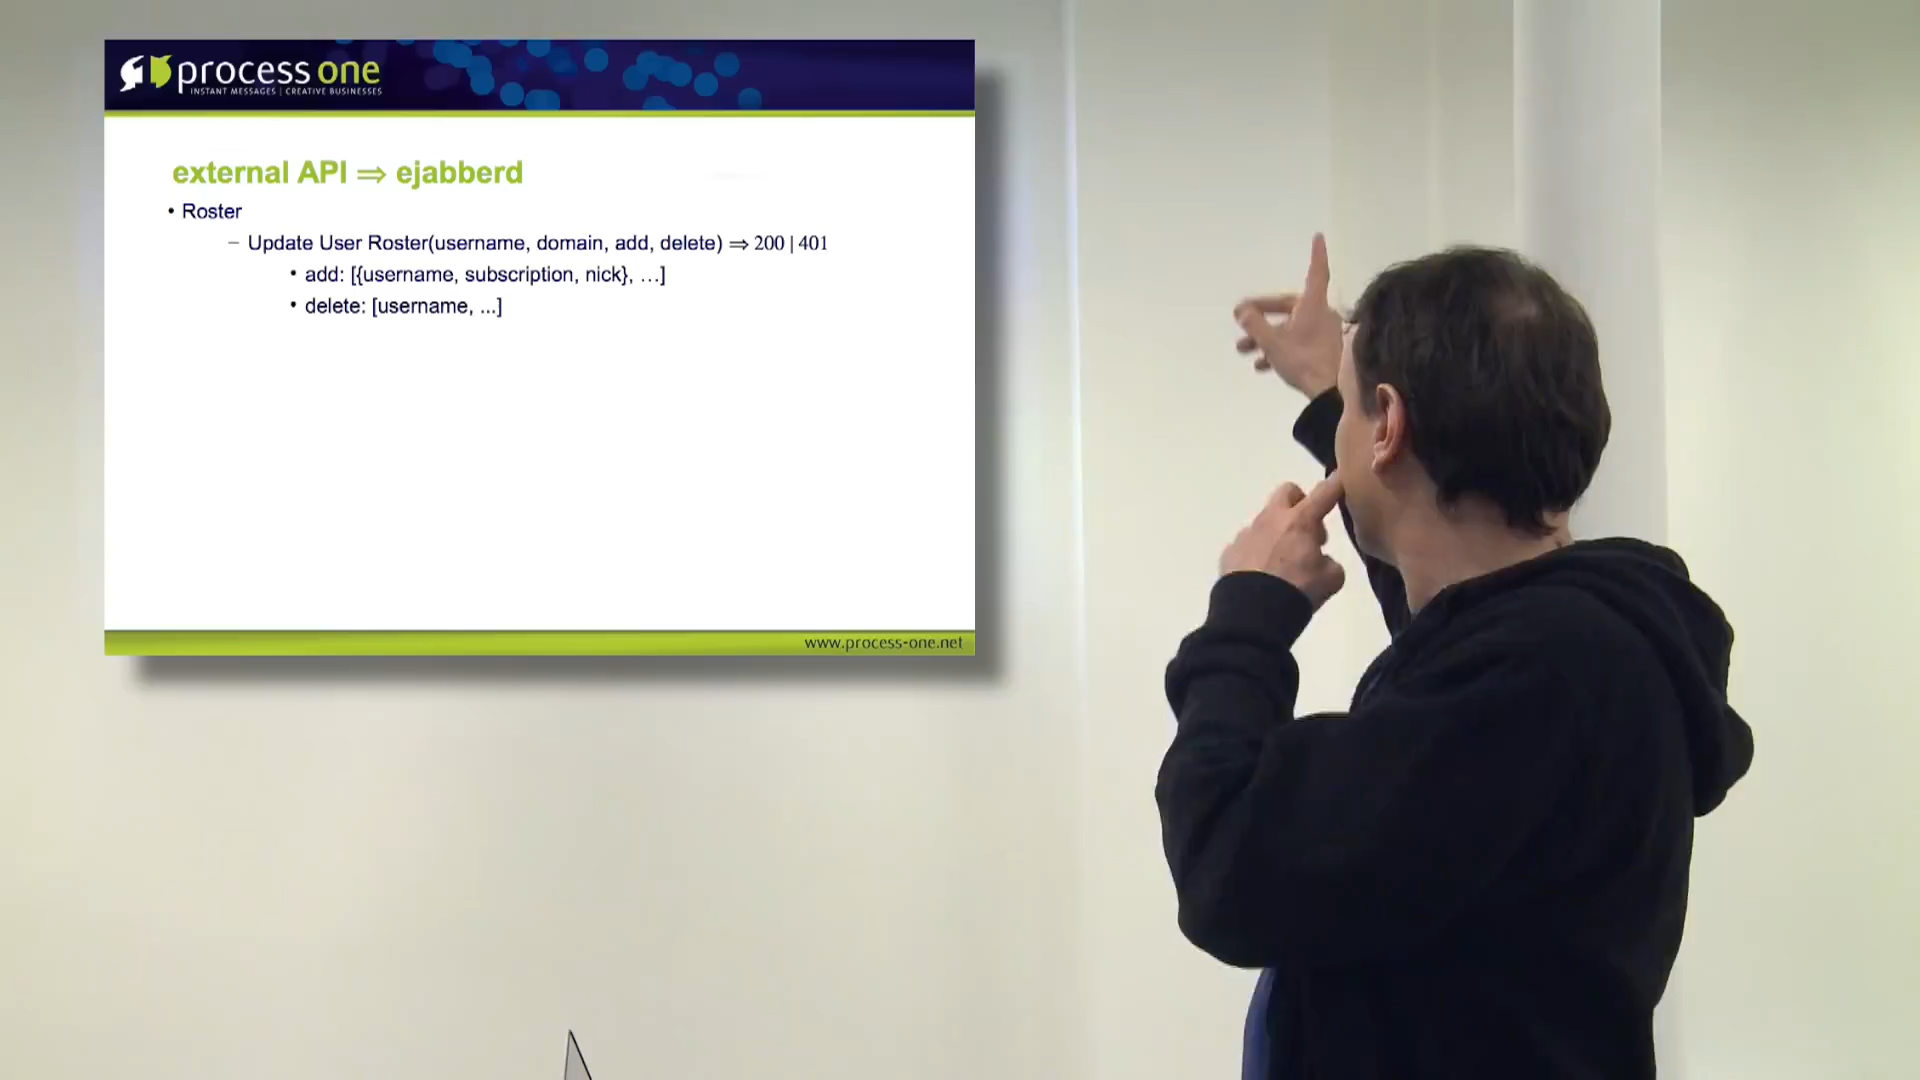 process one
INSTANT MESSAGES | CREATIVE BUSINESSES
external API ⇒ ejabberd
• Roster
– Update User Roster(username, domain, add, delete) ⇒ 200 | 401
• add: [{username, subscription, nick}, …]
• delete: [username, ...]
www.process-one.net